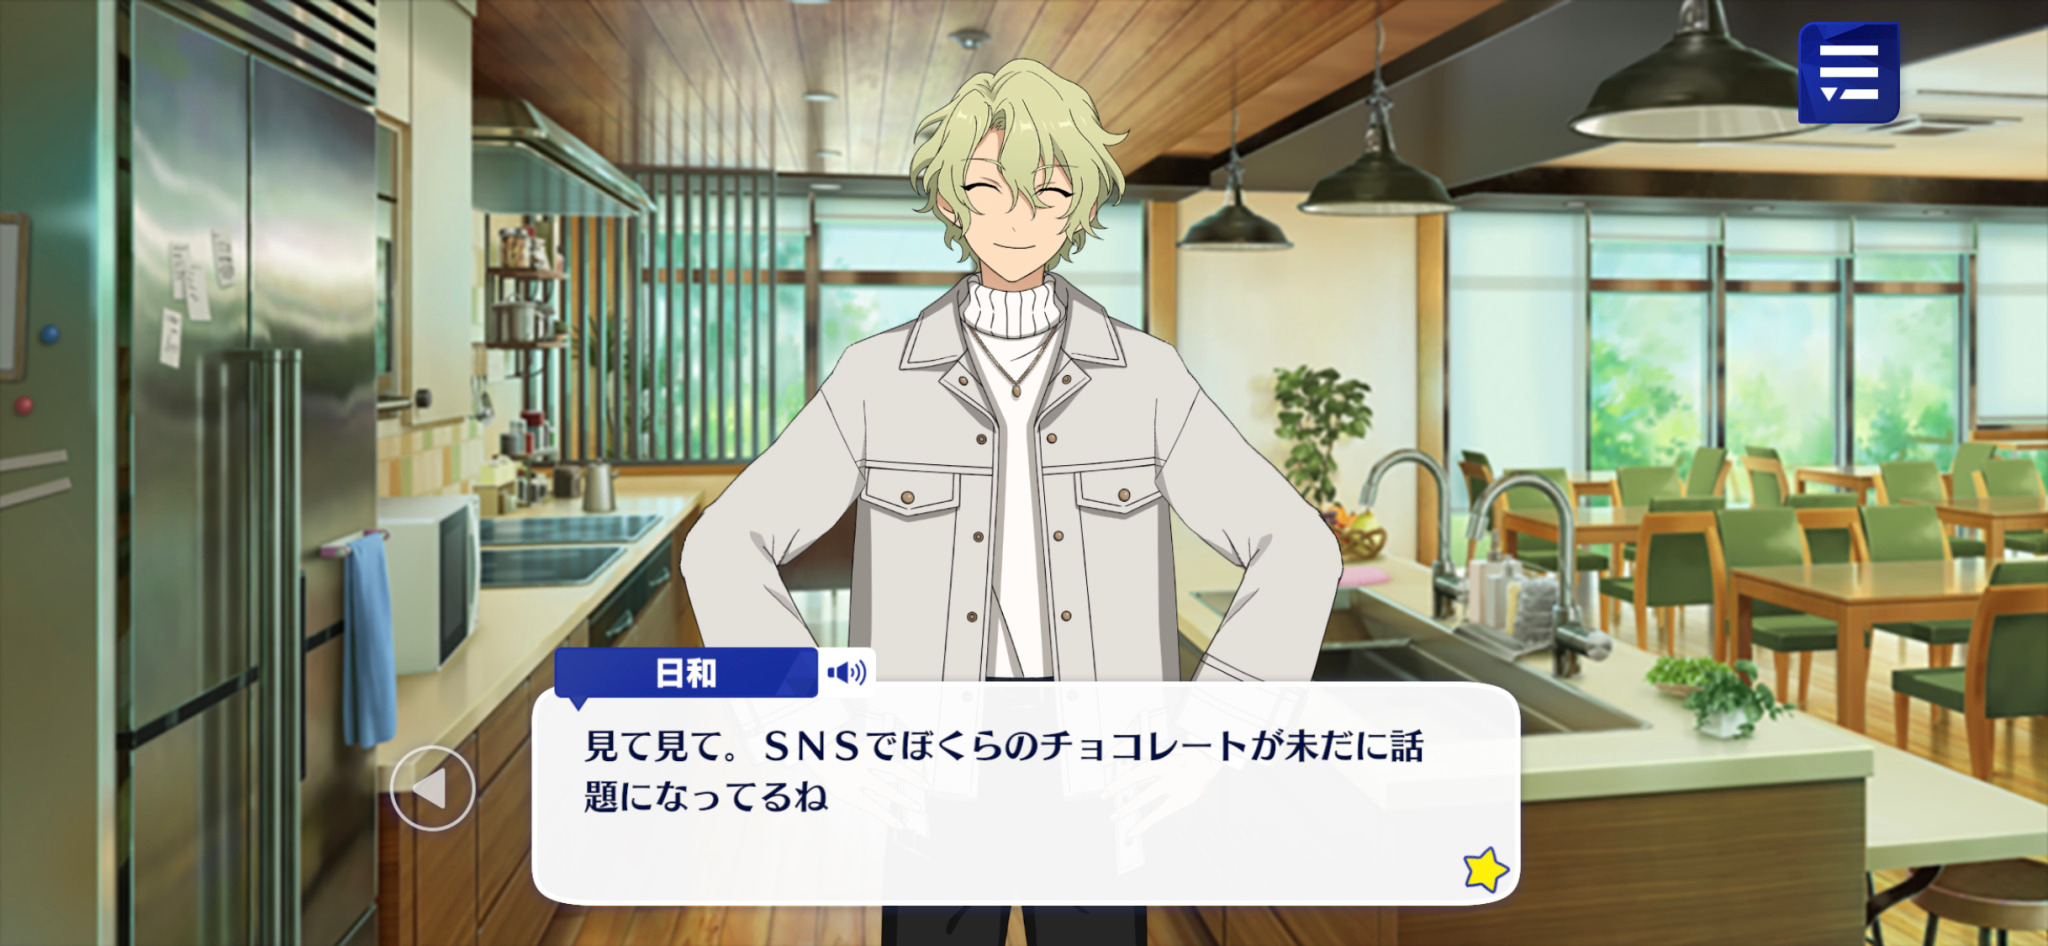 日和
見て見て。ＳＮＳでぼくらのチョコレートが未だに話
題になってるね